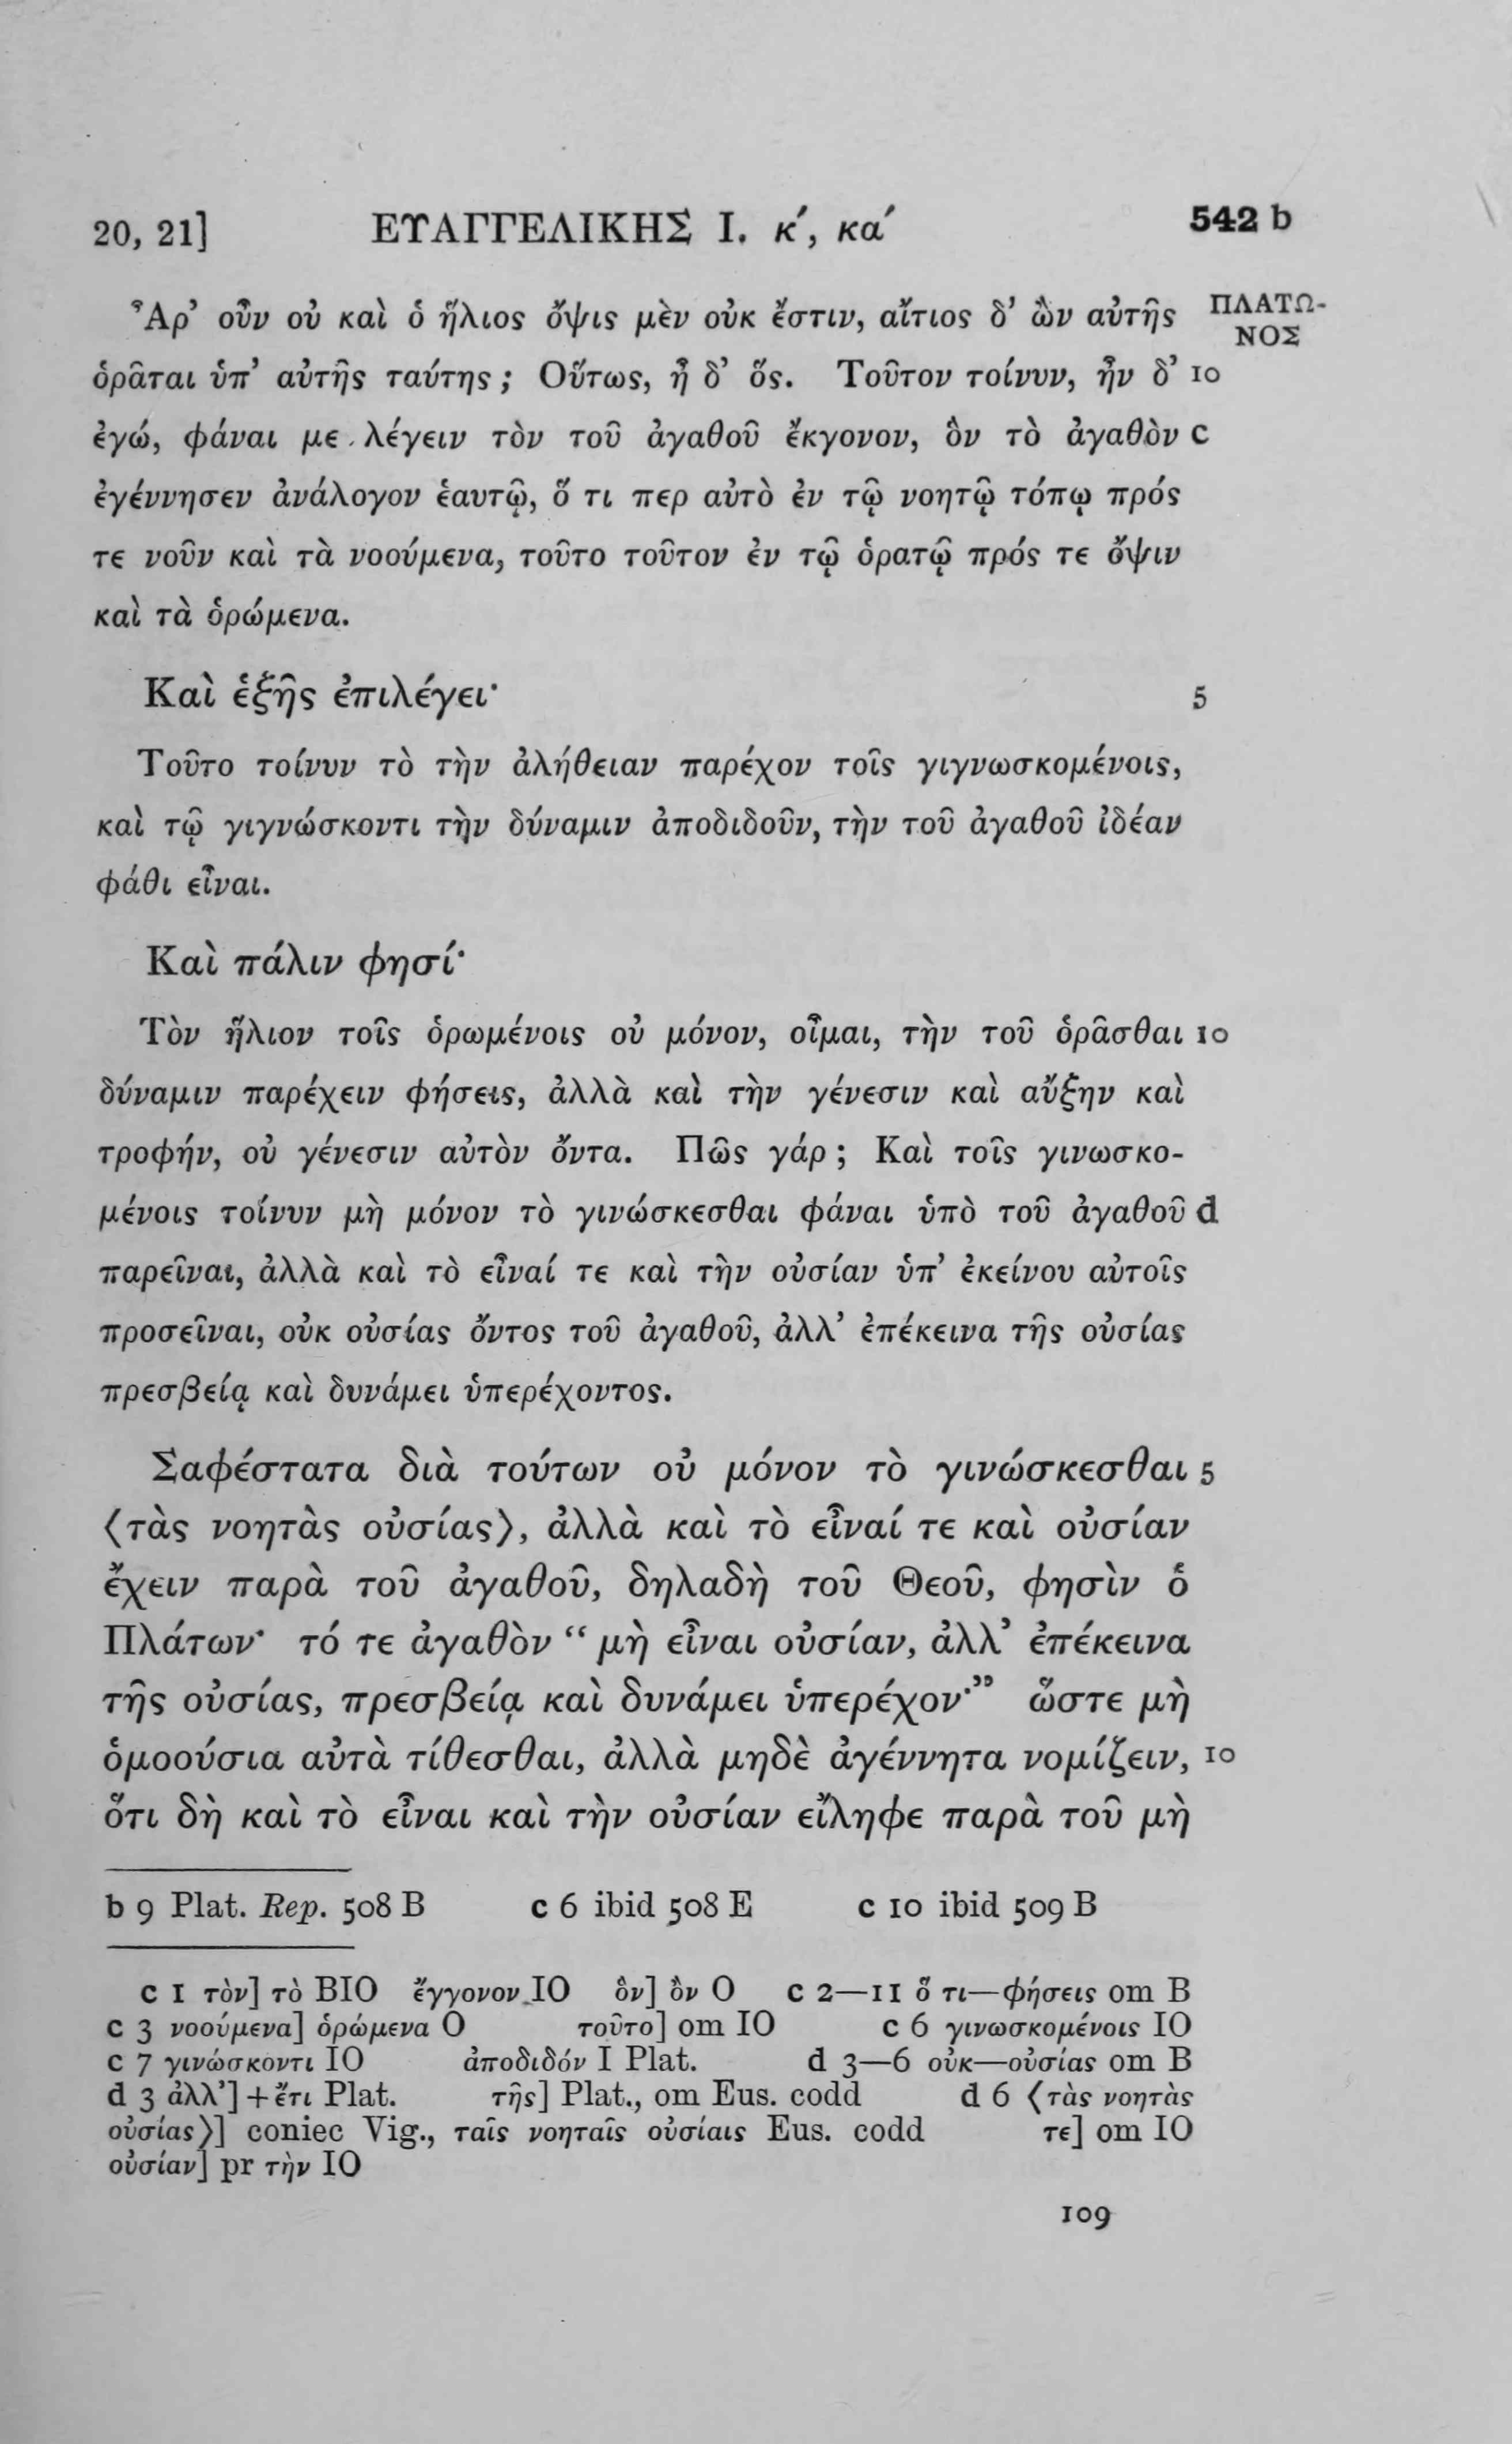 20, 21] ΕΥΑΓΓΕΛΙΚΗΣ Ι. κ´, κα´ 542 b
Ἆρ’ οὖν οὐ καὶ ὁ ἥλιος ὄψις μὲν οὐκ ἔστιν, αἴτιος δ’ ὢν αὐτῆς ΠΛΑΤΩ-
ΝΟΣ
ὁρᾶται ὑπ’ αὐτῆς ταύτης; Οὕτως, ἦ δ’ ὅς. Τοῦτον τοίνυν, ἦν δ’ 10
ἐγώ, φάναι με λέγειν τὸν τοῦ ἀγαθοῦ ἔκγονον, ὃν τὸ ἀγαθὸν c
ἐγέννησεν ἀνάλογον ἑαυτῷ, ὅ τι περ αὐτὸ ἐν τῷ νοητῷ τόπῳ πρός
τε νοῦν καὶ τὰ νοούμενα, τοῦτο τοῦτον ἐν τῷ ὁρατῷ πρός τε ὄψιν
καὶ τὰ ὁρώμενα.
Καὶ ἑξῆς ἐπιλέγει· 5
Τοῦτο τοίνυν τὸ τὴν ἀλήθειαν παρέχον τοῖς γιγνωσκομένοις,
καὶ τῷ γιγνώσκοντι τὴν δύναμιν ἀποδιδοῦν, τὴν τοῦ ἀγαθοῦ ἰδέαν
φάθι εἶναι.
Καὶ πάλιν φησί·
Τὸν ἥλιον τοῖς ὁρωμένοις οὐ μόνον, οἶμαι, τὴν τοῦ ὁρᾶσθαι 10
δύναμιν παρέχειν φήσεις, ἀλλὰ καὶ τὴν γένεσιν καὶ αὔξην καὶ
τροφήν, οὐ γένεσιν αὐτὸν ὄντα. Πῶς γάρ; Καὶ τοῖς γινωσκο-
μένοις τοίνυν μὴ μόνον τὸ γινώσκεσθαι φάναι ὑπὸ τοῦ ἀγαθοῦ d
παρεῖναι, ἀλλὰ καὶ τὸ εἶναί τε καὶ τὴν οὐσίαν ὑπ’ ἐκείνου αὐτοῖς
προσεῖναι, οὐκ οὐσίας ὄντος τοῦ ἀγαθοῦ, ἀλλ’ ἐπέκεινα τῆς οὐσίας
πρεσβείᾳ καὶ δυνάμει ὑπερέχοντος.
Σαφέστατα διὰ τούτων οὐ μόνον τὸ γινώσκεσθαι 5
⟨τὰς νοητὰς οὐσίας⟩, ἀλλὰ καὶ τὸ εἶναί τε καὶ οὐσίαν
ἔχειν παρὰ τοῦ ἀγαθοῦ, δηλαδὴ τοῦ Θεοῦ, φησὶν ὁ
Πλάτων· τό τε ἀγαθὸν “μὴ εἶναι οὐσίαν, ἀλλ’ ἐπέκεινα
τῆς οὐσίας, πρεσβείᾳ καὶ δυνάμει ὑπερέχον·” ὥστε μὴ
ὁμοούσια αὐτὰ τίθεσθαι, ἀλλὰ μηδὲ ἀγέννητα νομίζειν, 10
ὅτι δὴ καὶ τὸ εἶναι καὶ τὴν οὐσίαν εἴληφε παρὰ τοῦ μὴ
b 9 Plat. Rep. 508 B c 6 ibid 508 E c 10 ibid 509 B
c 1 τὸν] τὸ BIO ἔγγονον IO ὃν] ὂν O c 2—11 ὅ τι—φήσεις om B
c 3 νοούμενα] ὁρώμενα O τοῦτο] om IO c 6 γινωσκομένοις IO
c 7 γινώσκοντι IO ἀποδιδόν I Plat. d 3—6 οὐκ—οὐσίας om B
d 3 ἀλλ’] + ἔτι Plat. τῆς] Plat., om Eus. codd d 6 ⟨τὰς νοητὰς
οὐσίας⟩] coniec Vig., ταῖς νοηταῖς οὐσίαις Eus. codd τε] om IO
οὐσίαν] pr τὴν IO
109